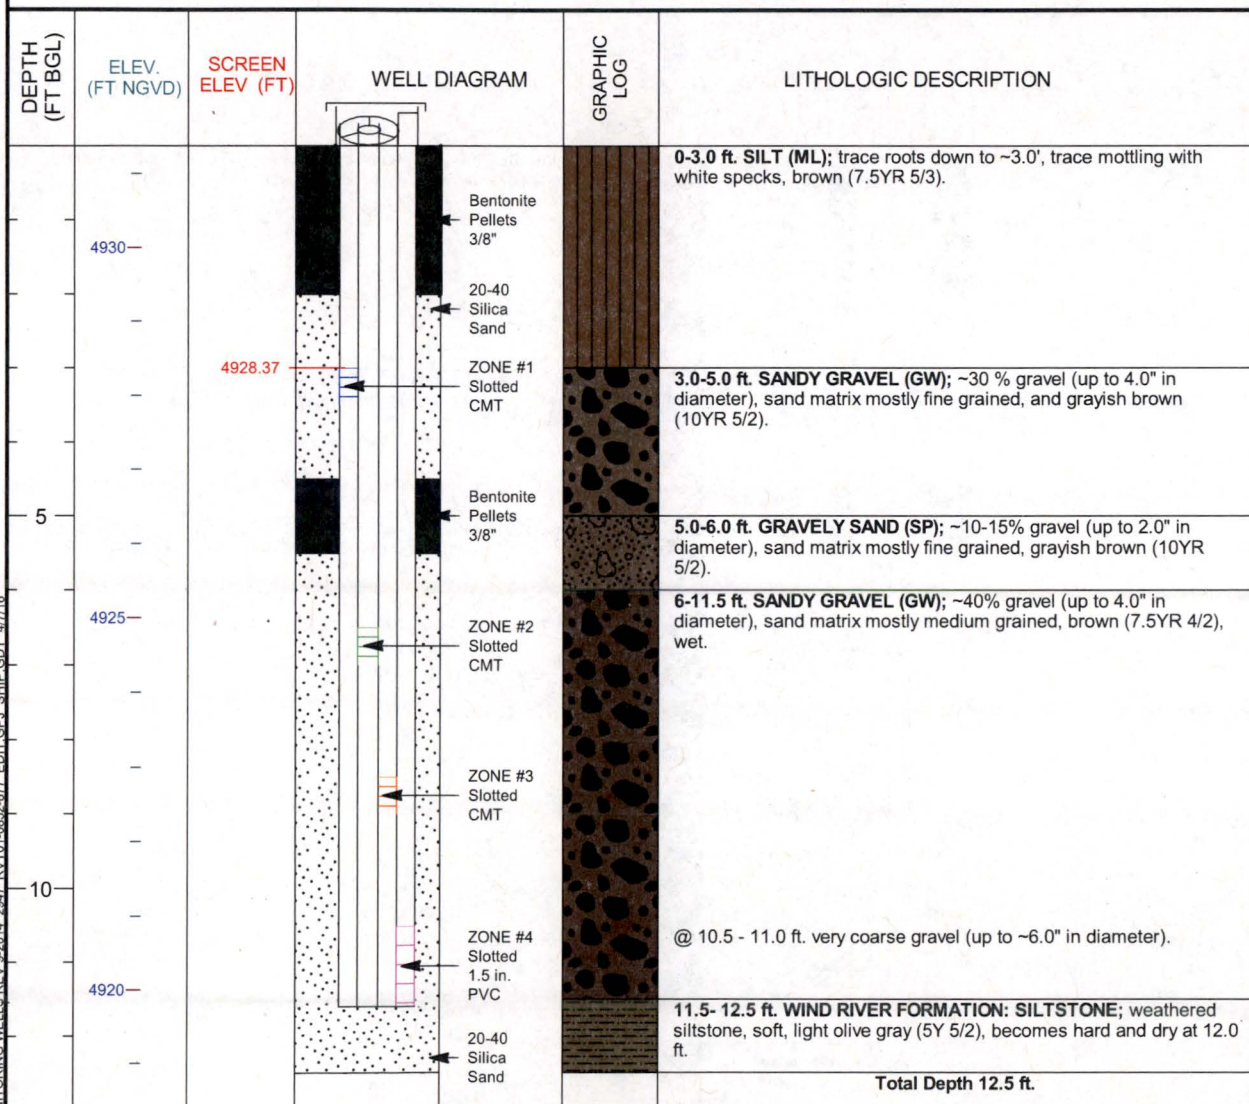 DEPTH
(FT BGL)
ELEV.
(FT NGVD)
SCREEN
ELEV (FT)
WELL DIAGRAM
GRAPHIC
LOG
LITHOLOGIC DESCRIPTION
0-3.0 ft. SILT (ML); trace roots down to ~3.0', trace mottling with
white specks, brown (7.5YR 5/3).
Bentonite
Pellets
3/8"
4930
20-40
Silica
Sand
4928.37
ZONE #1
Slotted
CMT
3.0-5.0 ft. SANDY GRAVEL (GW); ~30 % gravel (up to 4.0" in
diameter), sand matrix mostly fine grained, and grayish brown
(10YR 5/2).
Bentonite
Pellets
3/8"
5
5.0-6.0 ft. GRAVELY SAND (SP); ~10-15% gravel (up to 2.0" in
diameter), sand matrix mostly fine grained, grayish brown (10YR
5/2).
6-11.5 ft. SANDY GRAVEL (GW); ~40% gravel (up to 4.0" in
diameter), sand matrix mostly medium grained, brown (7.5YR 4/2),
wet.
4925
ZONE #2
Slotted
CMT
ZONE #3
Slotted
CMT
10
@ 10.5 - 11.0 ft. very coarse gravel (up to ~6.0" in diameter).
ZONE #4
Slotted
1.5 in.
PVC
4920
11.5- 12.5 ft. WIND RIVER FORMATION: SILTSTONE; weathered
siltstone, soft, light olive gray (5Y 5/2), becomes hard and dry at 12.0
ft.
20-40
Silica
Sand
Total Depth 12.5 ft.